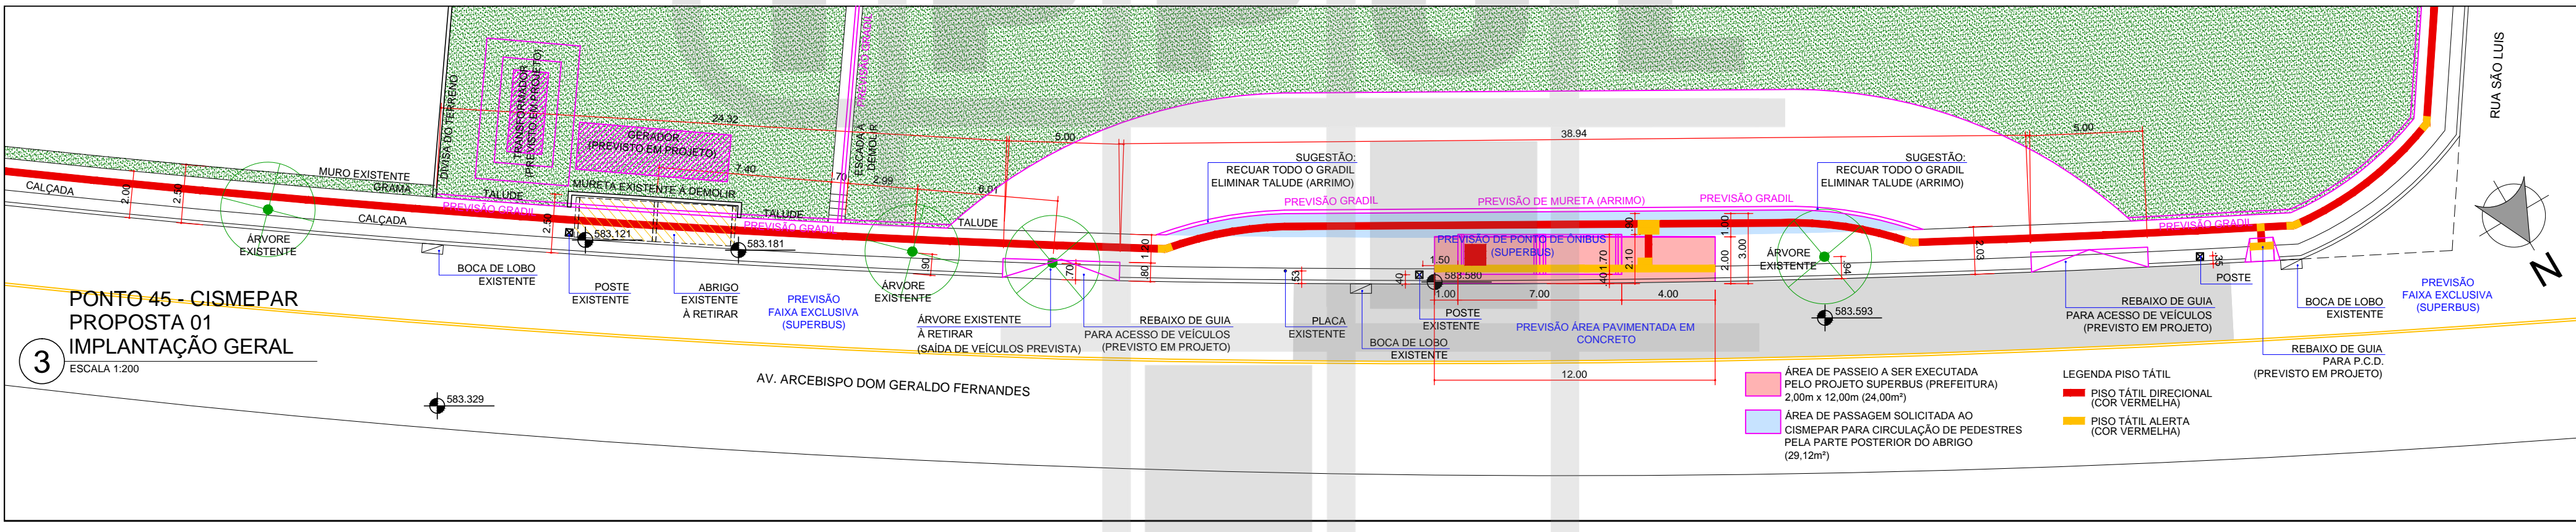 RUA SÃO LUIS
DIVISA DO TERRENO
TRANSFORMADOR
(PREVISTO EM PROJETO)
GERADOR
(PREVISTO EM PROJETO)
PREVISÃO GRADIL
ESCADA A
DEMOLIR
24.32
5.00
38.94
5.00
7.40
.70
2.99
6.01
MURO EXISTENTE
GRAMA
CALÇADA
2.00
2.50
CALÇADA
TALUDE
PREVISÃO GRADIL
MURETA EXISTENTE À DEMOLIR
TALUDE
PREVISÃO GRADIL
TALUDE
2.50
583.121
583.181
ÁRVORE
EXISTENTE
BOCA DE LOBO
EXISTENTE
POSTE
EXISTENTE
ABRIGO
EXISTENTE
À RETIRAR
PREVISÃO
FAIXA EXCLUSIVA
(SUPERBUS)
ÁRVORE
EXISTENTE
.90
.70
1.20
.80
ÁRVORE EXISTENTE
À RETIRAR
(SAÍDA DE VEÍCULOS PREVISTA)
REBAIXO DE GUIA
PARA ACESSO DE VEÍCULOS
(PREVISTO EM PROJETO)
SUGESTÃO:
RECUAR TODO O GRADIL
ELIMINAR TALUDE (ARRIMO)
PREVISÃO GRADIL
PREVISÃO DE MURETA (ARRIMO)
PREVISÃO GRADIL
SUGESTÃO:
RECUAR TODO O GRADIL
ELIMINAR TALUDE (ARRIMO)
PREVISÃO DE PONTO DE ÔNIBUS
(SUPERBUS)
1.50
583.580
.53
.40
.40
1.70
2.10
.90
1.00
2.00
3.00
1.00
7.00
4.00
12.00
PLACA
EXISTENTE
BOCA DE LOBO
EXISTENTE
POSTE
EXISTENTE
PREVISÃO ÁREA PAVIMENTADA EM
CONCRETO
ÁRVORE
EXISTENTE
.94
583.593
2.03
PREVISÃO GRADIL
.35
POSTE
REBAIXO DE GUIA
PARA ACESSO DE VEÍCULOS
(PREVISTO EM PROJETO)
BOCA DE LOBO
EXISTENTE
REBAIXO DE GUIA
PARA P.C.D.
(PREVISTO EM PROJETO)
PREVISÃO
FAIXA EXCLUSIVA
(SUPERBUS)
N
PONTO 45 - CISMEPAR
PROPOSTA 01
IMPLANTAÇÃO GERAL
3
ESCALA 1:200
583.329
AV. ARCEBISPO DOM GERALDO FERNANDES
ÁREA DE PASSEIO A SER EXECUTADA
PELO PROJETO SUPERBUS (PREFEITURA)
2,00m x 12,00m (24,00m²)
ÁREA DE PASSAGEM SOLICITADA AO
CISMEPAR PARA CIRCULAÇÃO DE PEDESTRES
PELA PARTE POSTERIOR DO ABRIGO
(29,12m²)
LEGENDA PISO TÁTIL
PISO TÁTIL DIRECIONAL
(COR VERMELHA)
PISO TÁTIL ALERTA
(COR VERMELHA)